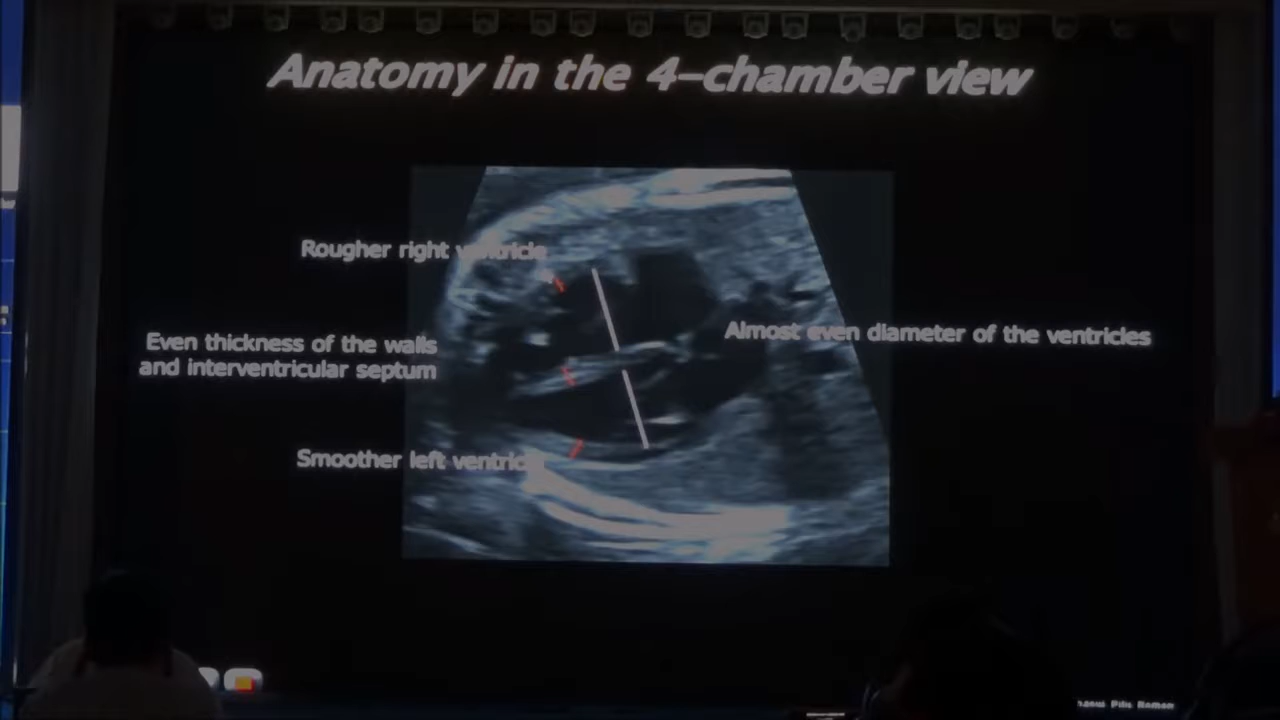 Anatomy in the 4-chamber view
Rougher right ventricle
Even thickness of the walls
and interventricular septum
Almost even diameter of the ventricles
Smoother left ventricle
Pilu